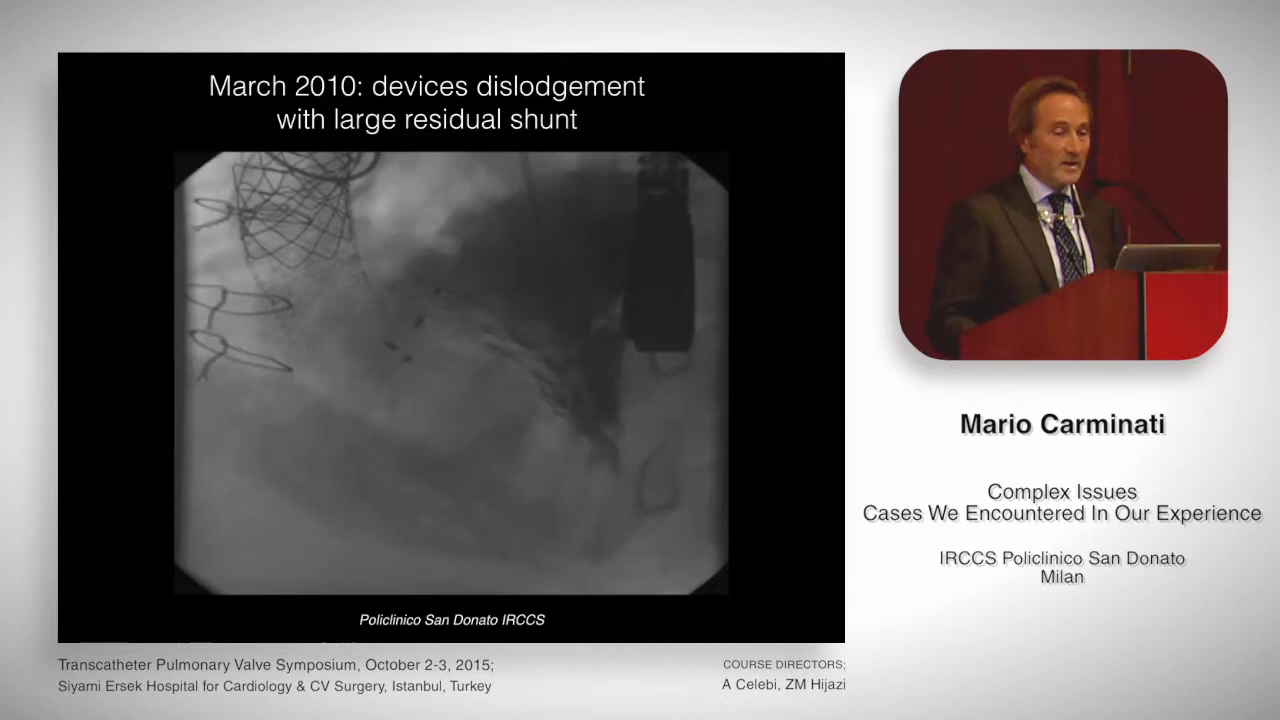 March 2010: devices dislodgement
with large residual shunt
Policlinico San Donato IRCCS
Mario Carminati
Complex Issues
Cases We Encountered In Our Experience
IRCCS Policlinico San Donato
Milan
Transcatheter Pulmonary Valve Symposium, October 2-3, 2015;
Siyami Ersek Hospital for Cardiology & CV Surgery, Istanbul, Turkey
COURSE DIRECTORS;
A Celebi, ZM Hijazi